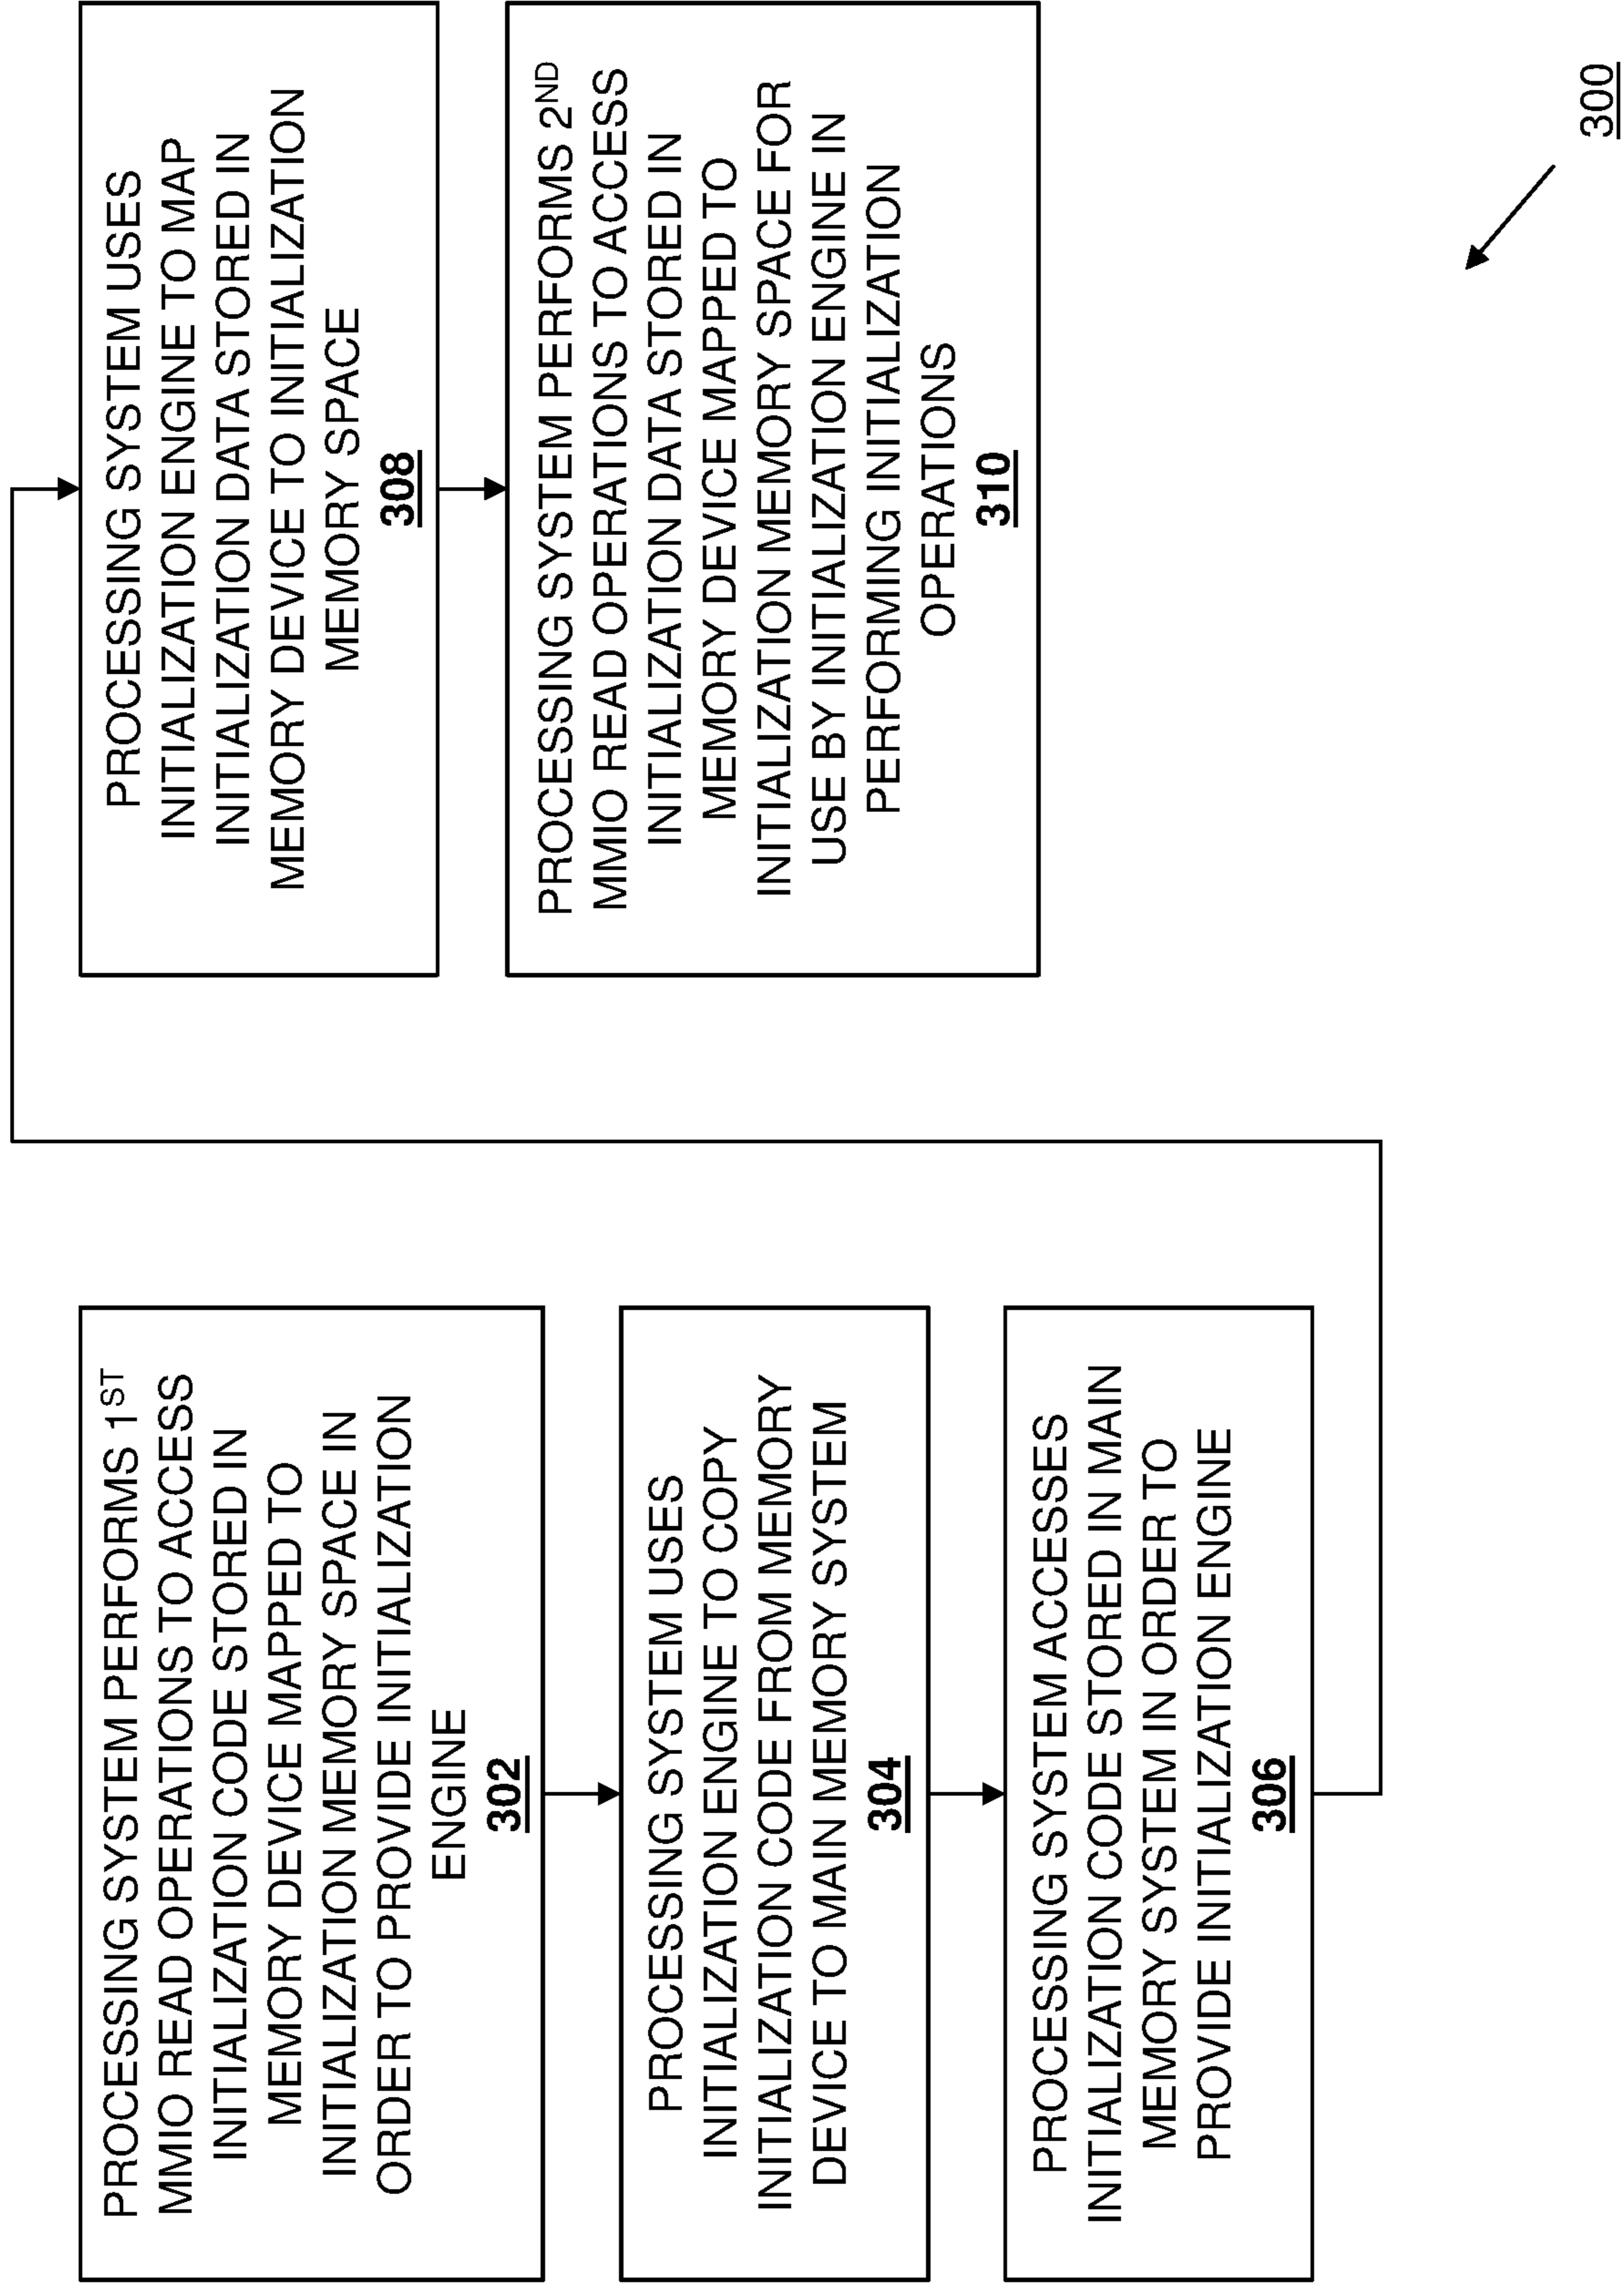 PROCESSING SYSTEM PERFORMS 1ST
MMIO READ OPERATIONS TO ACCESS
INITIALIZATION CODE STORED IN
MEMORY DEVICE MAPPED TO
INITIALIZATION MEMORY SPACE IN
ORDER TO PROVIDE INITIALIZATION
ENGINE
302
PROCESSING SYSTEM USES
INITIALIZATION ENGINE TO COPY
INITIALIZATION CODE FROM MEMORY
DEVICE TO MAIN MEMORY SYSTEM
304
PROCESSING SYSTEM ACCESSES
INITIALIZATION CODE STORED IN MAIN
MEMORY SYSTEM IN ORDER TO
PROVIDE INITIALIZATION ENGINE
306
PROCESSING SYSTEM USES
INITIALIZATION ENGINE TO MAP
INITIALIZATION DATA STORED IN
MEMORY DEVICE TO INITIALIZATION
MEMORY SPACE
308
PROCESSING SYSTEM PERFORMS 2ND
MMIO READ OPERATIONS TO ACCESS
INITIALIZATION DATA STORED IN
MEMORY DEVICE MAPPED TO
INITIALIZATION MEMORY SPACE FOR
USE BY INITIALIZATION ENGINE IN
PERFORMING INITIALIZATION
OPERATIONS
310
300